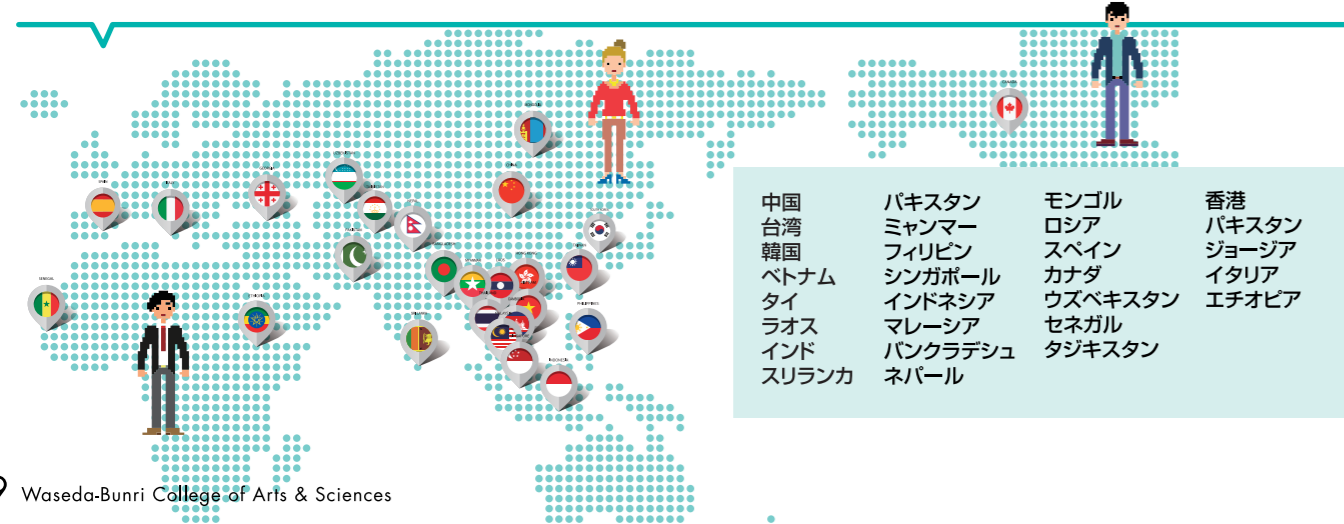 中国
台湾
韓国
ベトナム
タイ
ラオス
インド
スリランカ
パキスタン
ミャンマー
フィリピン
シンガポール
インドネシア
マレーシア
バンクラデシュ
ネパール
モンゴル
ロシア
スペイン
カナダ
ウズベキスタン
セネガル
タジキスタン
香港
パキスタン
ジョージア
イタリア
エチオピア
SENEGAL
PHILIPPINES
INDONESIA
Waseda-Bunri College of Arts & Sciences